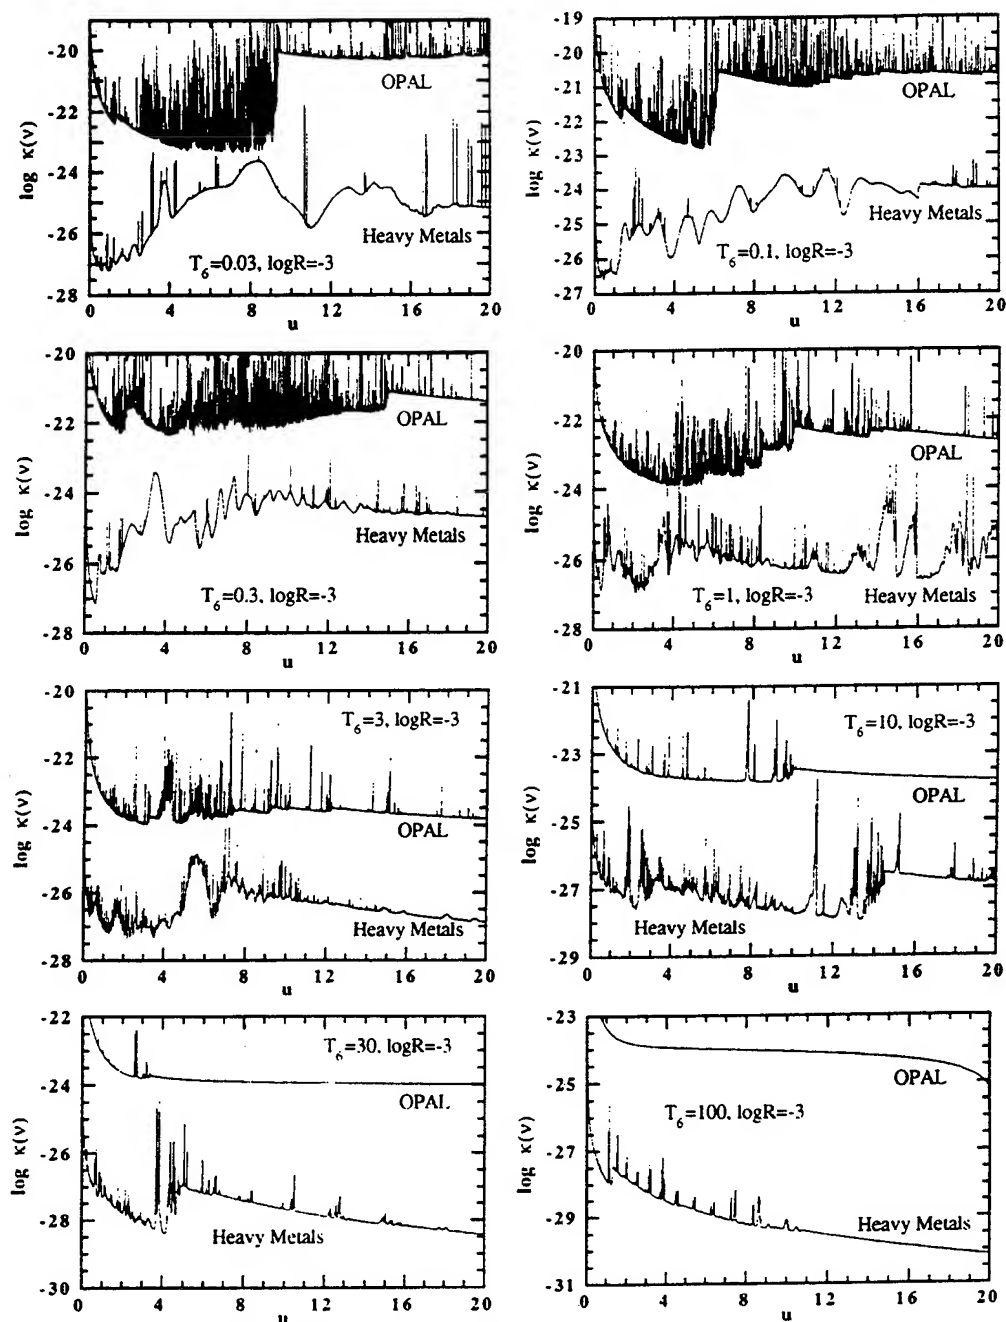 -20
-22
-24
-26
-28
log κ(ν)
OPAL
Heavy Metals
T6=0.03, logR=-3
0 4 8 12 16 20
u
-19
-20
-21
-22
-23
-24
-25
-26
-27
log κ(ν)
OPAL
Heavy Metals
T6=0.1, logR=-3
0 4 8 12 16 20
u
-20
-22
-24
-26
-28
log κ(ν)
OPAL
Heavy Metals
T6=0.3, logR=-3
0 4 8 12 16 20
u
-20
-22
-24
-26
-28
log κ(ν)
OPAL
T6=1, logR=-3
Heavy Metals
0 4 8 12 16 20
u
-20
-22
-24
-26
-28
log κ(ν)
T6=3, logR=-3
OPAL
Heavy Metals
0 4 8 12 16 20
u
-21
-23
-25
-27
-29
log κ(ν)
T6=10, logR=-3
OPAL
Heavy Metals
0 4 8 12 16 20
u
-22
-24
-26
-28
-30
log κ(ν)
T6=30, logR=-3
OPAL
Heavy Metals
0 4 8 12 16 20
u
-23
-25
-27
-29
-31
log κ(ν)
OPAL
T6=100, logR=-3
Heavy Metals
0 4 8 12 16 20
u